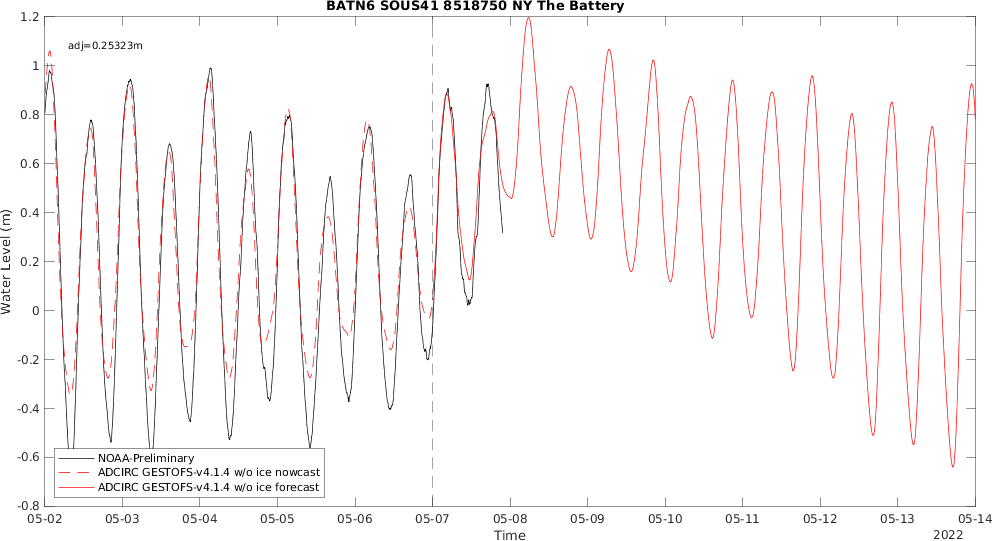 BATN6 SOUS41 8518750 NY The Battery
adj=0.25323m
1.2
1
0.8
0.6
0.4
0.2
0
-0.2
-0.4
-0.6
-0.8
Water Level (m)
NOAA-Preliminary
ADCIRC GESTOFS-v4.1.4 w/o ice nowcast
ADCIRC GESTOFS-v4.1.4 w/o ice forecast
05-02 05-03 05-04 05-05 05-06 05-07 05-08 05-09 05-10 05-11 05-12 05-13 05-14
Time
2022